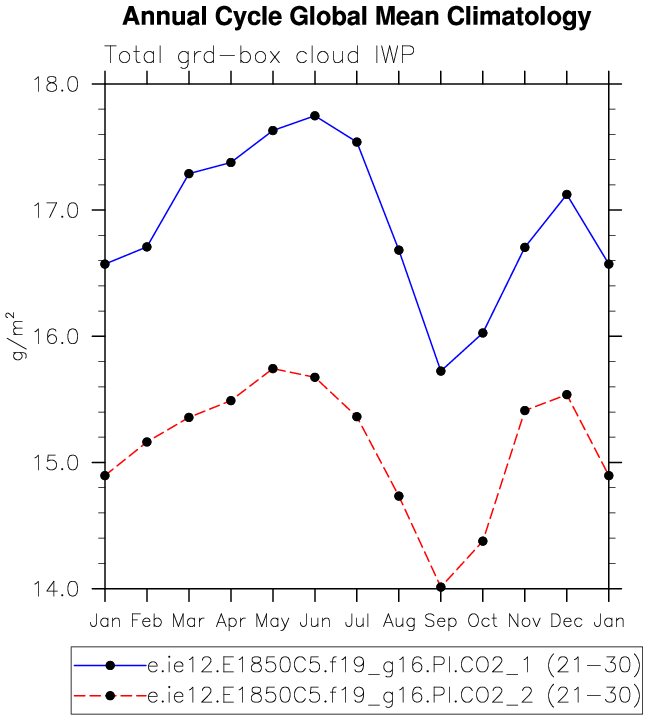 Annual Cycle Global Mean Climatology
Total grd-box cloud IWP
18.0
17.0
16.0
15.0
14.0
g/m²
Jan Feb Mar Apr May Jun Jul Aug Sep Oct Nov Dec Jan
e.ie12.E1850C5.f19_g16.PI.CO2_1 (21-30)
e.ie12.E1850C5.f19_g16.PI.CO2_2 (21-30)